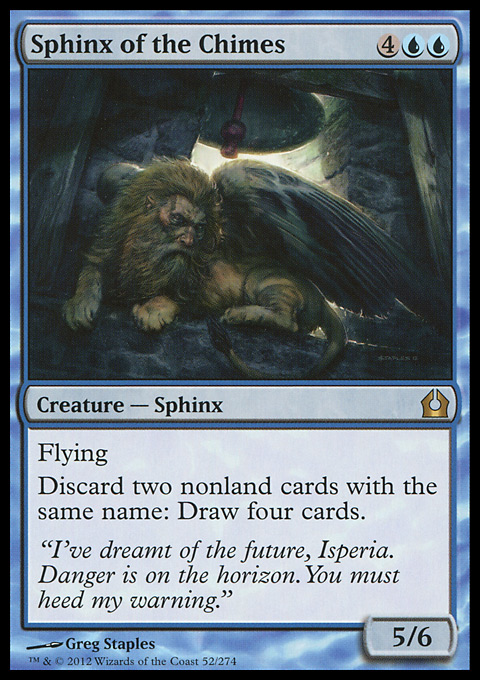 Sphinx of the Chimes 4
Creature — Sphinx
Flying
Discard two nonland cards with the
same name: Draw four cards.
“I’ve dreamt of the future, Isperia.
Danger is on the horizon. You must
heed my warning.”
5/6
Greg Staples
™ & © 2012 Wizards of the Coast 52/274